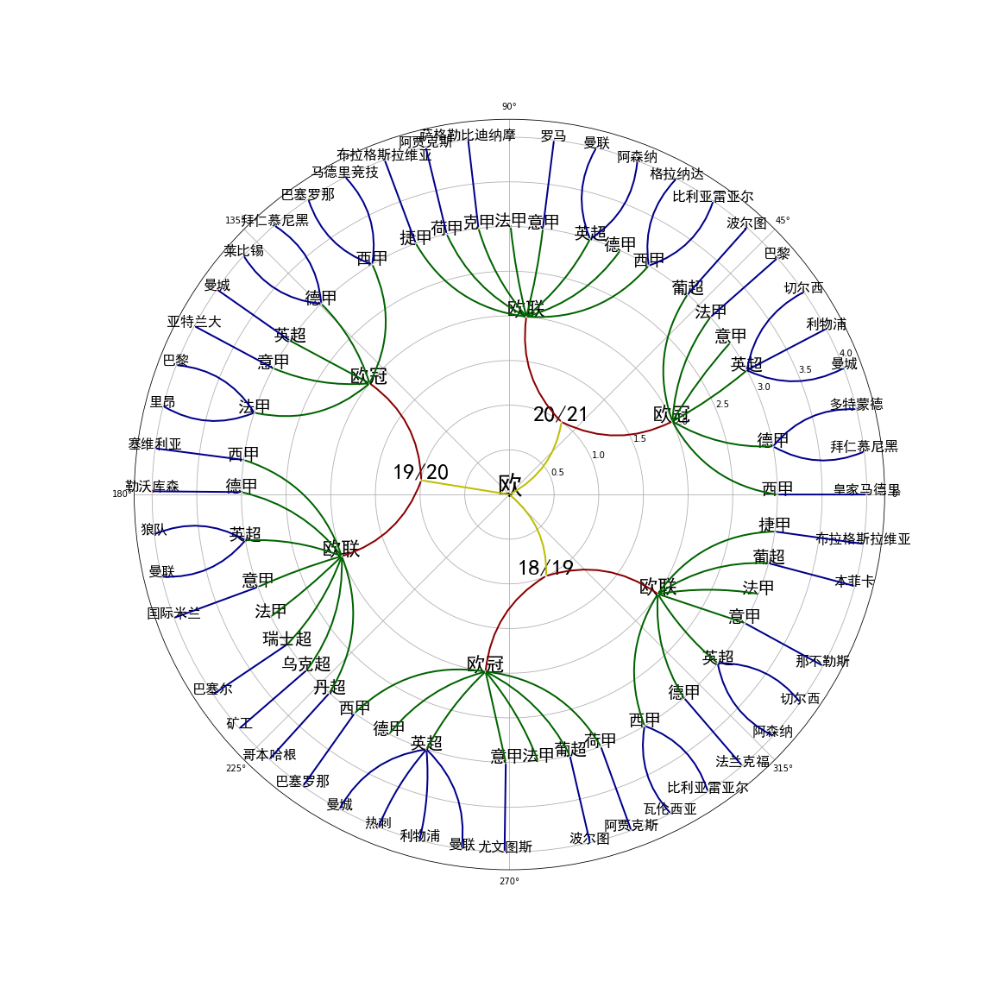 90°
萨格勒比迪纳摩
罗马
阿贾克斯
曼联
布拉格斯拉维亚
阿森纳
马德里竞技
格拉纳达
巴塞罗那
比利亚雷亚尔
135°
拜仁慕尼黑
45°
波尔图
捷甲
荷甲
克甲
法甲
意甲
英超
德甲
西甲
莱比锡
西甲
巴黎
曼城
德甲
葡超
切尔西
亚特兰大
英超
欧联
法甲
利物浦
巴黎
意甲
意甲
4.0
里昂
法甲
欧冠
英超
3.0
3.5
曼城
20/21
欧冠
2.5
多特蒙德
塞维利亚
西甲
19/20
1.5
德甲
拜仁慕尼黑
1.0
0.5
180°
勒沃库森
德甲
欧
西甲
皇家马德里
狼队
英超
捷甲
布拉格斯拉维亚
曼联
欧联
18/19
葡超
本菲卡
国际米兰
意甲
欧联
法甲
法甲
意甲
瑞士超
英超
那不勒斯
巴塞尔
乌克超
欧冠
德甲
切尔西
矿工
丹超
西甲
西甲
阿森纳
哥本哈根
德甲
英超
意甲
法甲
葡超
荷甲
法兰克福
225°
315°
巴塞罗那
比利亚雷亚尔
曼城
瓦伦西亚
热刺
利物浦
曼联
尤文图斯
波尔图
阿贾克斯
270°